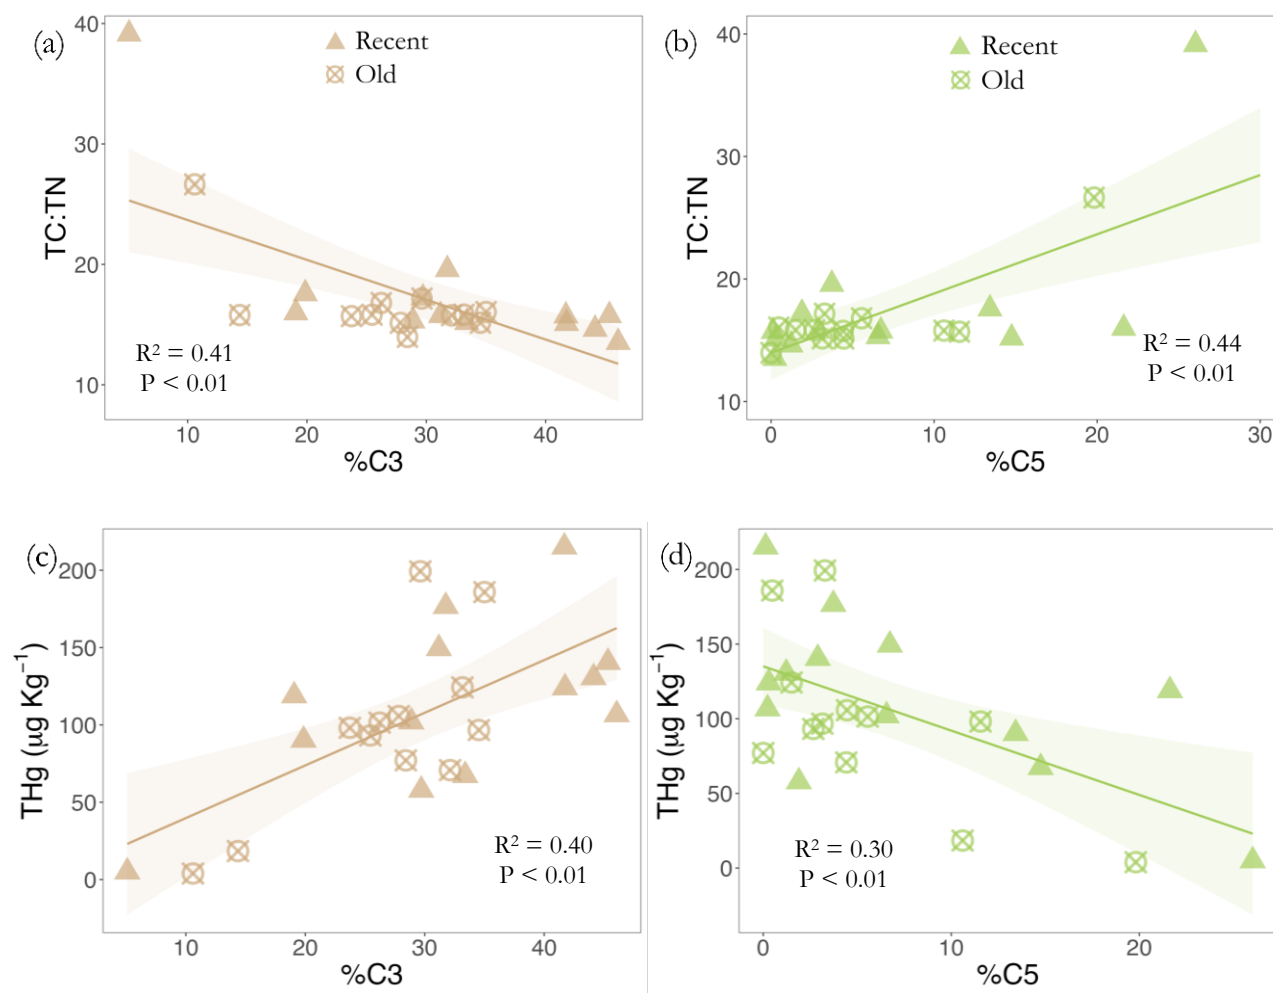 (a)
Recent
Old
40
30
20
10
TC:TN
R² = 0.41
P < 0.01
10 20 30 40
%C3
(b)
Recent
Old
40
30
20
10
TC:TN
R² = 0.44
P < 0.01
0 10 20 30
%C5
(c)
200
150
100
50
0
THg (µg Kg⁻¹)
R² = 0.40
P < 0.01
10 20 30 40
%C3
(d)
200
150
100
50
0
THg (µg Kg⁻¹)
R² = 0.30
P < 0.01
0 10 20
%C5